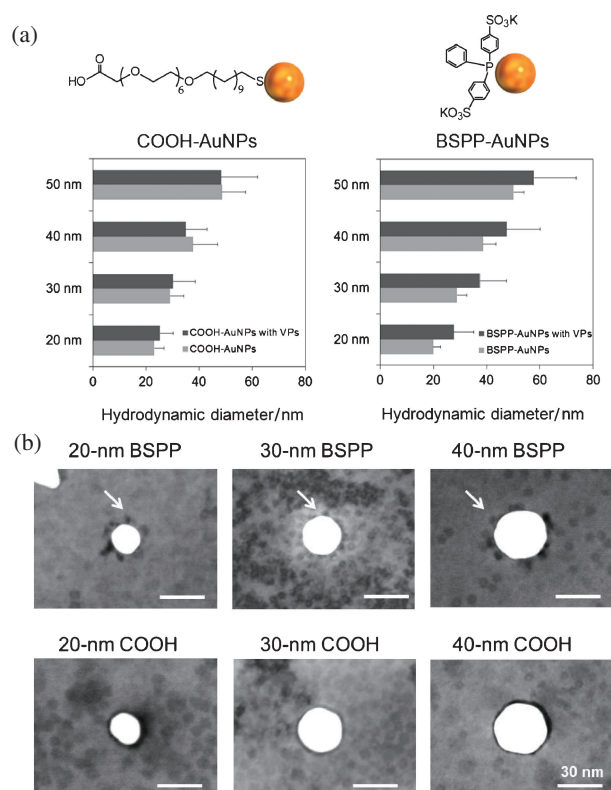 (a)
SO₃K
HO
O
O
6
O
9
S
P
KO₃S
COOH-AuNPs
50 nm
40 nm
30 nm
20 nm
COOH-AuNPs with VPs
COOH-AuNPs
0 20 40 60 80
Hydrodynamic diameter/nm
BSPP-AuNPs
50 nm
40 nm
30 nm
20 nm
BSPP-AuNPs with VPs
BSPP-AuNPs
0 20 40 60 80
Hydrodynamic diameter/nm
(b)
20-nm BSPP
30-nm BSPP
40-nm BSPP
20-nm COOH
30-nm COOH
40-nm COOH
30 nm